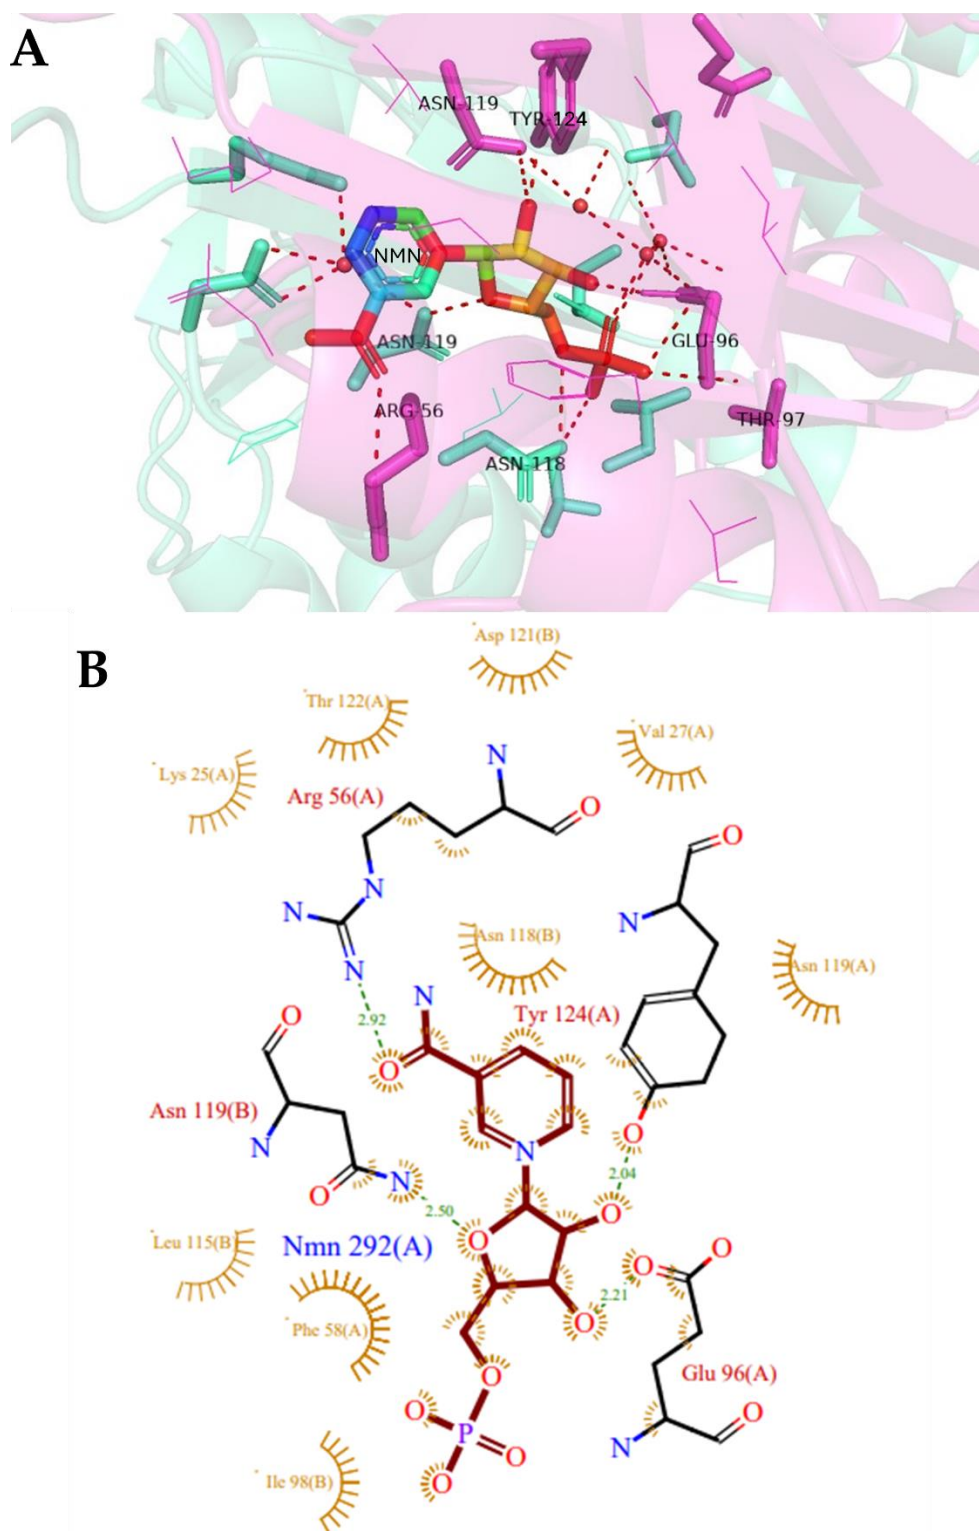 A
ASN-119
TYR-124
NMN
ASN-119
GLU-96
ARG-56
THR-97
ASN-118
B
Asp 121(B)
Thr 122(A)
Val 27(A)
Lys 25(A)
N
Arg 56(A)
O
O
N
N
N
N
Asn 118(B)
Asn 119(A)
N
Tyr 124(A)
2.92
O
O
Asn 119(B)
O
N
N
2.04
N
O
2.50
O
Leu 115(B)
Nmn 292(A)
O
O
O
2.21
O
Phe 58(A)
O
Glu 96(A)
O
P
O
O
N
O
Ile 98(B)